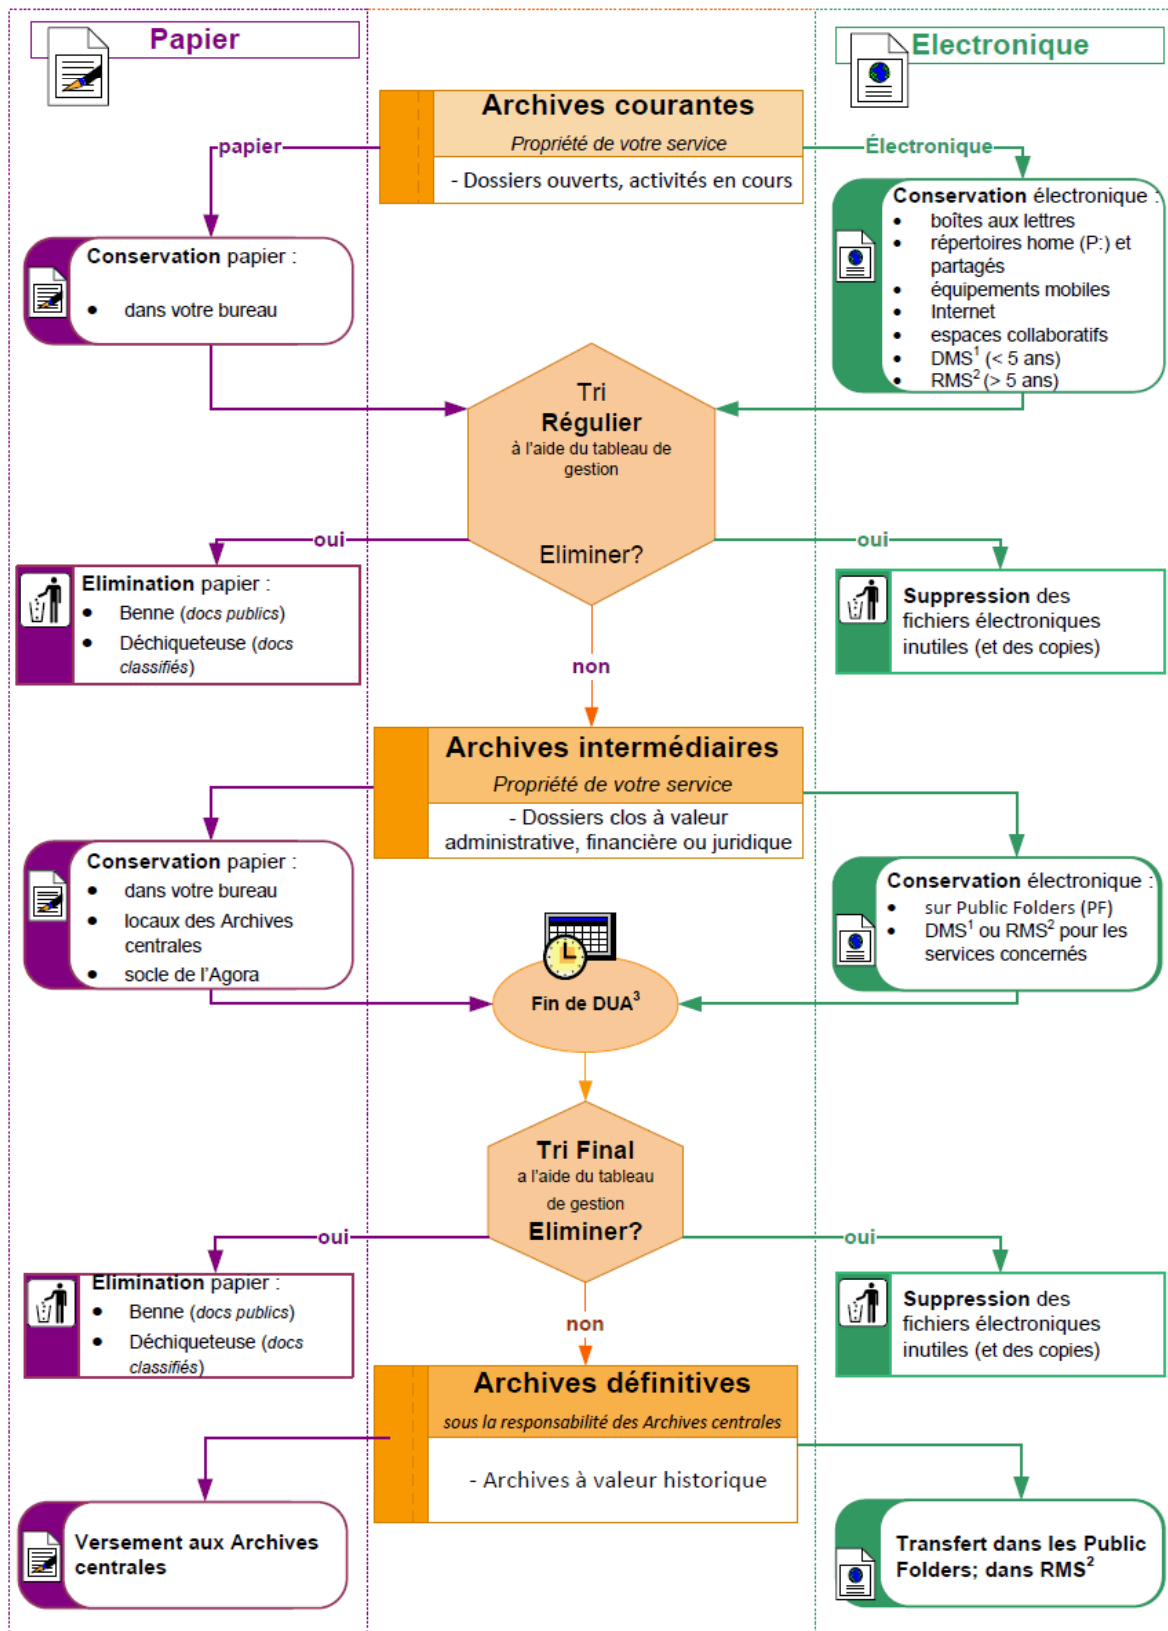 Papier
Electronique
Archives courantes
Propriété de votre service
- Dossiers ouverts, activités en cours
papier
Électronique
Conservation papier :
• dans votre bureau
Conservation électronique :
• boîtes aux lettres
• répertoires home (P:) et
partagés
• équipements mobiles
• Internet
• espaces collaboratifs
• DMS¹ (< 5 ans)
• RMS² (> 5 ans)
Tri
Régulier
à l'aide du tableau de
gestion
Eliminer?
oui
oui
Elimination papier :
• Benne (docs publics)
• Déchiqueteuse (docs
classifiés)
Suppression des
fichiers électroniques
inutiles (et des copies)
non
Archives intermédiaires
Propriété de votre service
- Dossiers clos à valeur
administrative, financière ou juridique
Conservation papier :
• dans votre bureau
• locaux des Archives
centrales
• socle de l'Agora
Conservation électronique :
• sur Public Folders (PF)
• DMS¹ ou RMS² pour les
services concernés
Fin de DUA³
Tri Final
a l'aide du tableau
de gestion
Eliminer?
oui
oui
Elimination papier :
• Benne (docs publics)
• Déchiqueteuse (docs
classifiés)
Suppression des
fichiers électroniques
inutiles (et des copies)
non
Archives définitives
sous la responsabilité des Archives centrales
- Archives à valeur historique
Versement aux Archives
centrales
Transfert dans les Public
Folders; dans RMS²